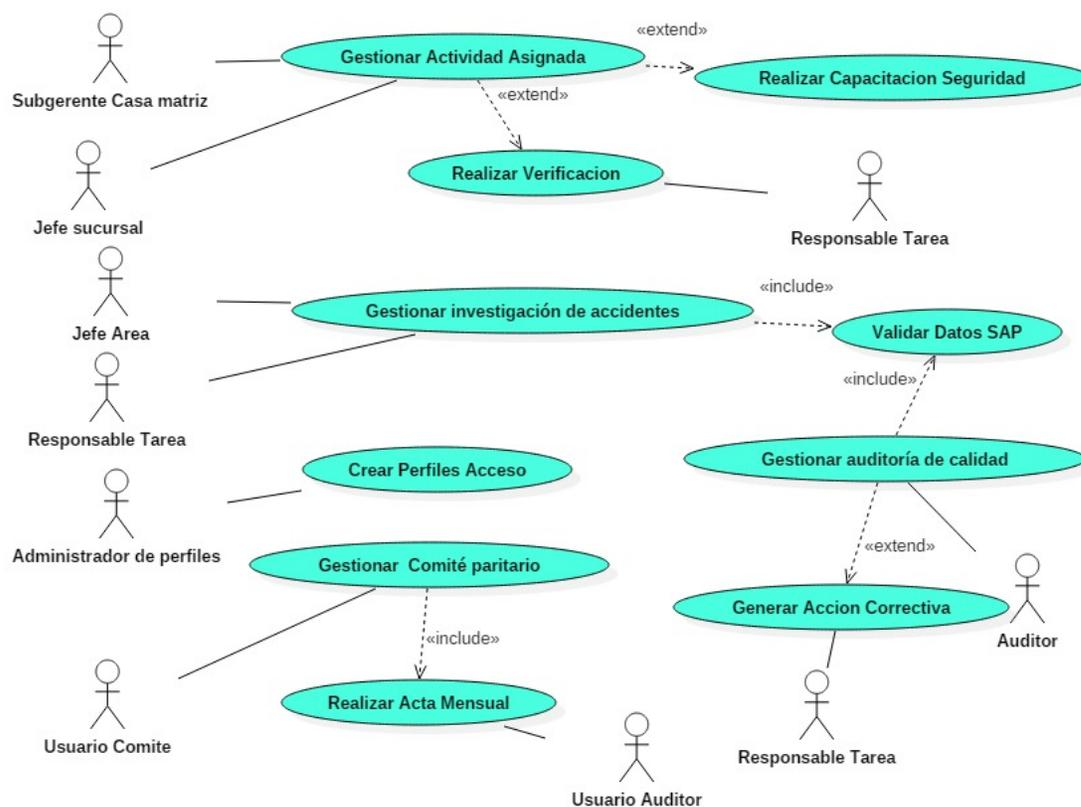 «extend»
Gestionar Actividad Asignada
Realizar Capacitacion Seguridad
Subgerente Casa matriz
«extend»
Realizar Verificacion
Jefe sucursal
Responsable Tarea
«include»
Gestionar investigación de accidentes
Validar Datos SAP
Jefe Area
«include»
Responsable Tarea
Crear Perfiles Acceso
Gestionar auditoría de calidad
Administrador de perfiles
Gestionar  Comité paritario
«extend»
Generar Accion Correctiva
Auditor
«include»
Realizar Acta Mensual
Usuario Comite
Responsable Tarea
Usuario Auditor